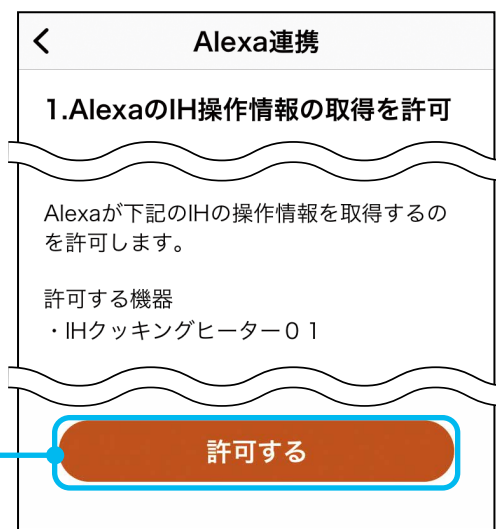 Alexa連携
1.AlexaのIH操作情報の取得を許可
Alexaが下記のIHの操作情報を取得するの
を許可します。
許可する機器
・IHクッキングヒーター０１
許可する